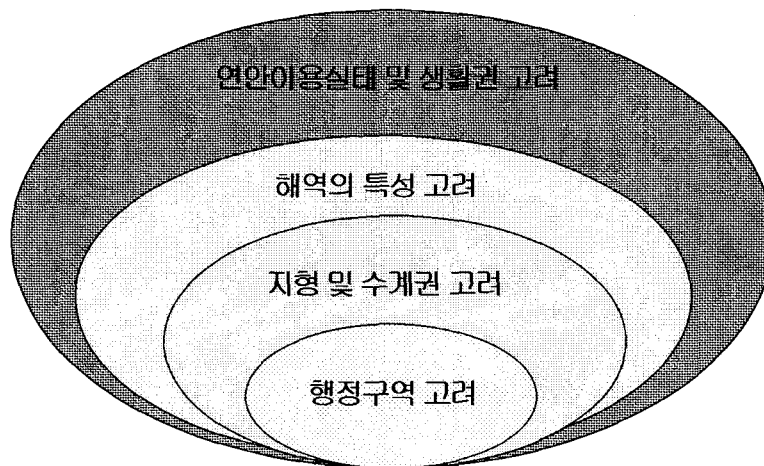 연안이용실태 및 생활권 고려
해역의 특성 고려
지형 및 수계권 고려
행정구역 고려